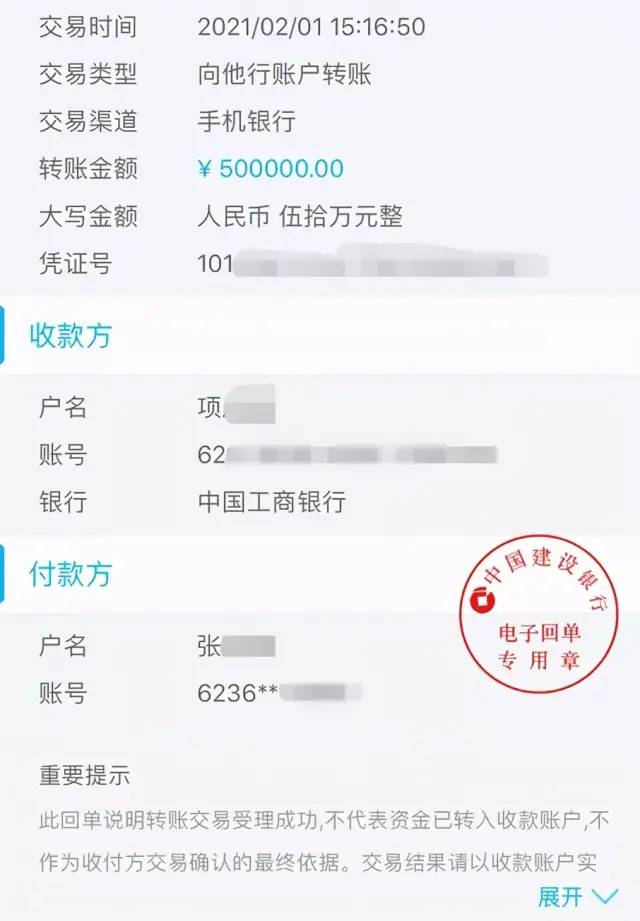 交易时间 2021/02/01 15:16:50
交易类型 向他行账户转账
交易渠道 手机银行
转账金额 ¥ 500000.00
大写金额 人民币 伍拾万元整
凭证号 101
收款方
户名 项
账号 62
银行 中国工商银行
付款方
中国建设银行
电子回单
专用章
户名 张
账号 6236**
重要提示
此回单说明转账交易受理成功,不代表资金已转入收款账户,不
作为收付方交易确认的最终依据。交易结果请以收款账户实
展开